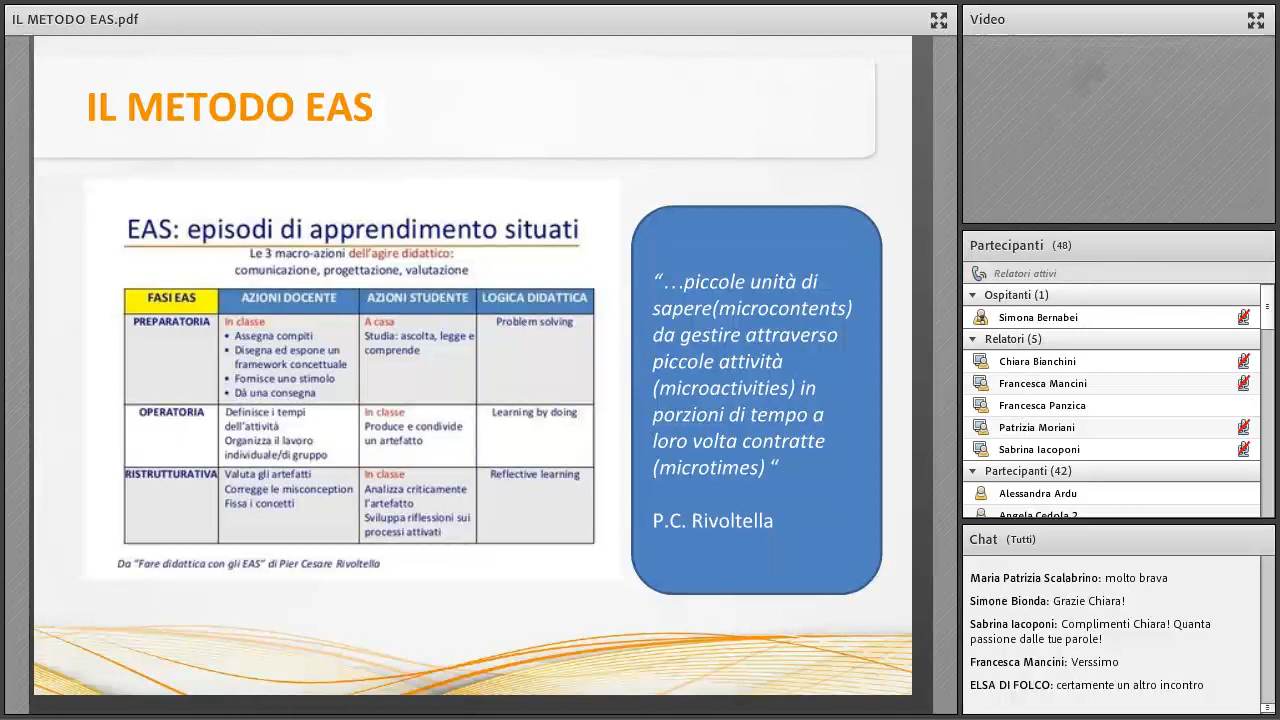 IL METODO EAS.pdf
IL METODO EAS
EAS: episodi di apprendimento situati
Le 3 macro-azioni dell'agire didattico:
comunicazione, progettazione, valutazione
FASI EAS
AZIONI DOCENTE
AZIONI STUDENTE
LOGICA DIDATTICA
PREPARATORIA
In classe
• Assegna compiti
• Disegna ed espone un
framework concettuale
• Fornisce uno stimolo
• Dà una consegna
A casa
Studia: ascolta, legge e
comprende
Problem solving
OPERATORIA
Definisce i tempi
dell'attività
Organizza il lavoro
individuale/di gruppo
In classe
Produce e condivide
un artefatto
Learning by doing
RISTRUTTURATIVA
Valuta gli artefatti
Corregge le misconception
Fissa i concetti
In classe
Analizza criticamente
l'artefatto
Sviluppa riflessioni sui
processi attivati
Reflective learning
Da "Fare didattica con gli EAS" di Pier Cesare Rivoltella
"...piccole unità di
sapere(microcontents)
da gestire attraverso
piccole attività
(microactivities) in
porzioni di tempo a
loro volta contratte
(microtimes) "
P.C. Rivoltella
Video
Partecipanti (48)
Relatori attivi
Ospitanti (1)
Simona Bernabei
Relatori (5)
Chiara Bianchini
Francesca Mancini
Francesca Panzica
Patrizia Moriani
Sabrina Iacoponi
Partecipanti (42)
Alessandra Ardu
Angela Cedola 2
Chat (Tutti)
Maria Patrizia Scalabrino: molto brava
Simone Bionda: Grazie Chiara!
Sabrina Iacoponi: Complimenti Chiara! Quanta
passione dalle tue parole!
Francesca Mancini: Verssimo
ELSA DI FOLCO: certamente un altro incontro